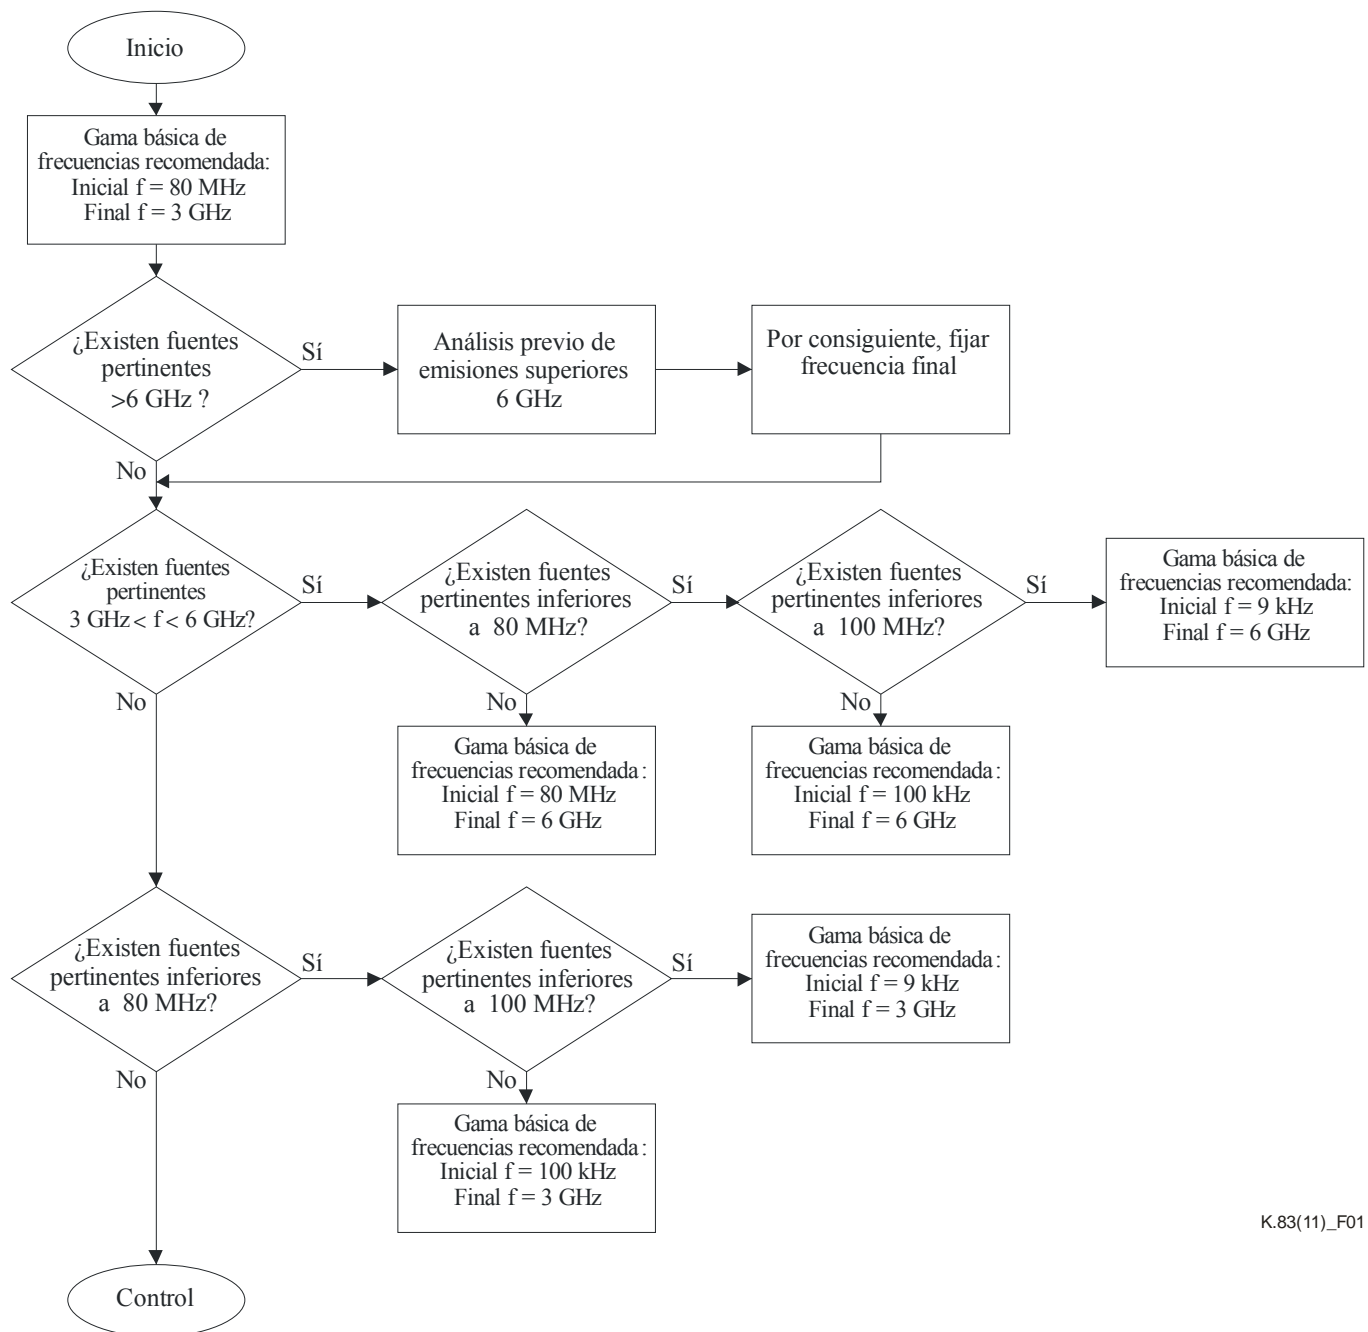 Inicio
Gama básica de
frecuencias recomendada:
Inicial f = 80 MHz
Final f = 3 GHz
¿Existen fuentes
pertinentes
>6 GHz ?
Sí
No
Análisis previo de
emisiones superiores
6 GHz
Por consiguiente, fijar
frecuencia final
¿Existen fuentes
pertinentes
3 GHz < f < 6 GHz?
Sí
No
¿Existen fuentes
pertinentes inferiores
a 80 MHz?
Sí
No
¿Existen fuentes
pertinentes inferiores
a 100 MHz?
Sí
No
Gama básica de
frecuencias recomendada:
Inicial f = 9 kHz
Final f = 6 GHz
Gama básica de
frecuencias recomendada:
Inicial f = 80 MHz
Final f = 6 GHz
Gama básica de
frecuencias recomendada:
Inicial f = 100 kHz
Final f = 6 GHz
¿Existen fuentes
pertinentes inferiores
a 80 MHz?
Sí
No
¿Existen fuentes
pertinentes inferiores
a 100 MHz?
Sí
No
Gama básica de
frecuencias recomendada:
Inicial f = 9 kHz
Final f = 3 GHz
Gama básica de
frecuencias recomendada:
Inicial f = 100 kHz
Final f = 3 GHz
K.83(11)_F01
Control